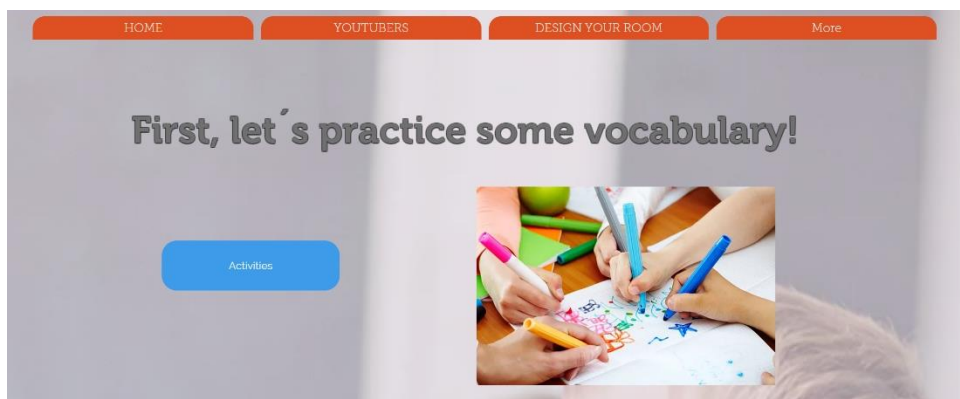 HOME YOUTUBERS DESIGN YOUR ROOM More
First, let´s practice some vocabulary!
Activities